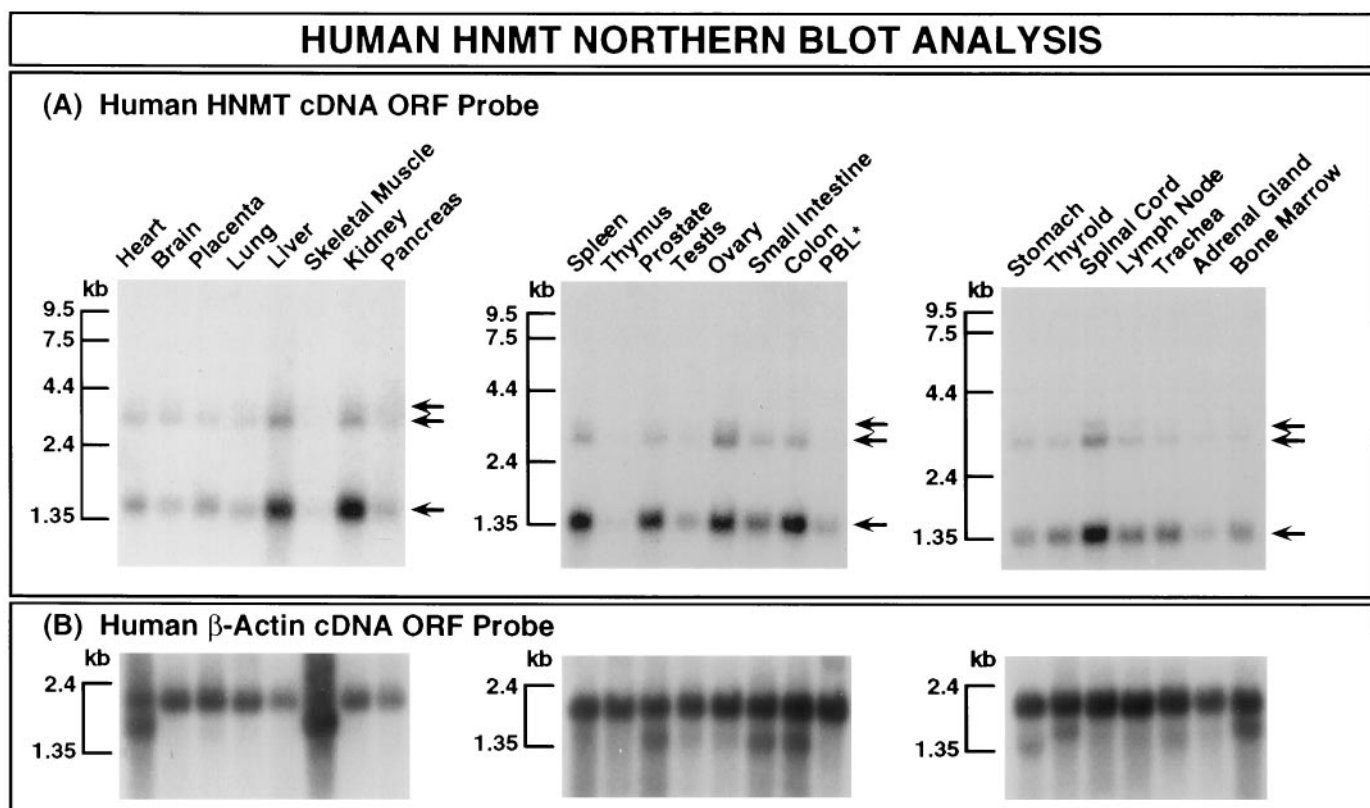 HUMAN HNMT NORTHERN BLOT ANALYSIS
(A) Human HNMT cDNA ORF Probe
Heart
Brain
Placenta
Lung
Liver
Skeletal Muscle
Kidney
Pancreas
kb
9.5
7.5
4.4
2.4
1.35
Spleen
Thymus
Prostate
Testis
Ovary
Small Intestine
Colon
PBL*
kb
9.5
7.5
4.4
2.4
1.35
Stomach
Thyroid
Spinal Cord
Lymph Node
Trachea
Adrenal Gland
Bone Marrow
kb
9.5
7.5
4.4
2.4
1.35
(B) Human β-Actin cDNA ORF Probe
kb
2.4
1.35
kb
2.4
1.35
kb
2.4
1.35